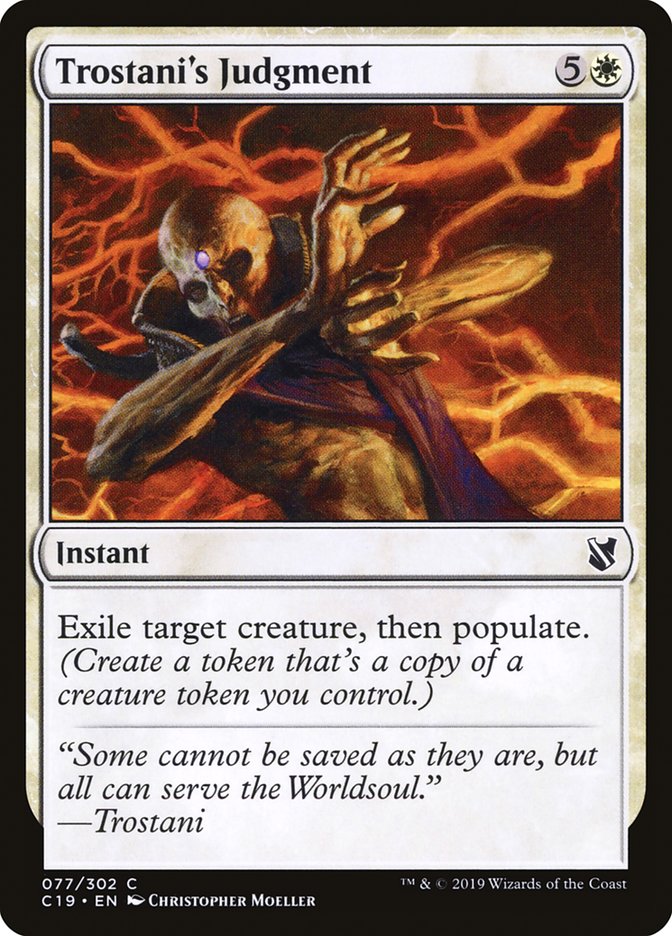 Trostani's Judgment 5
Instant
Exile target creature, then populate.
(Create a token that's a copy of a
creature token you control.)
“Some cannot be saved as they are, but
all can serve the Worldsoul.”
—Trostani
077/302 C
C19 • EN Christopher Moeller
™ & © 2019 Wizards of the Coast